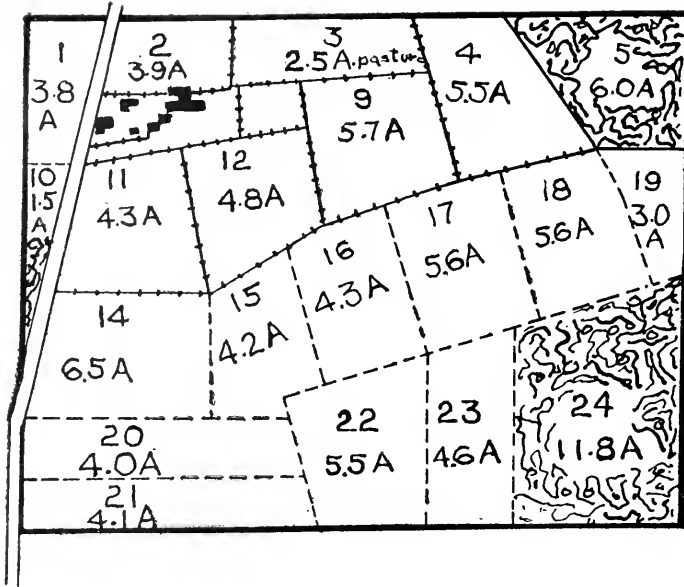 1
3.8
A
2
3.9A
3
2.5A.pasture
4
5.5A
5
6.0A
9
5.7A
10
1.5
A
11
4.3A
12
4.8A
16
4.3A
17
5.6A
18
5.6A
19
3.0
A
14
6.5A
15
4.2A
20
4.0A
21
4.1A
22
5.5A
23
4.6A
24
11.8A